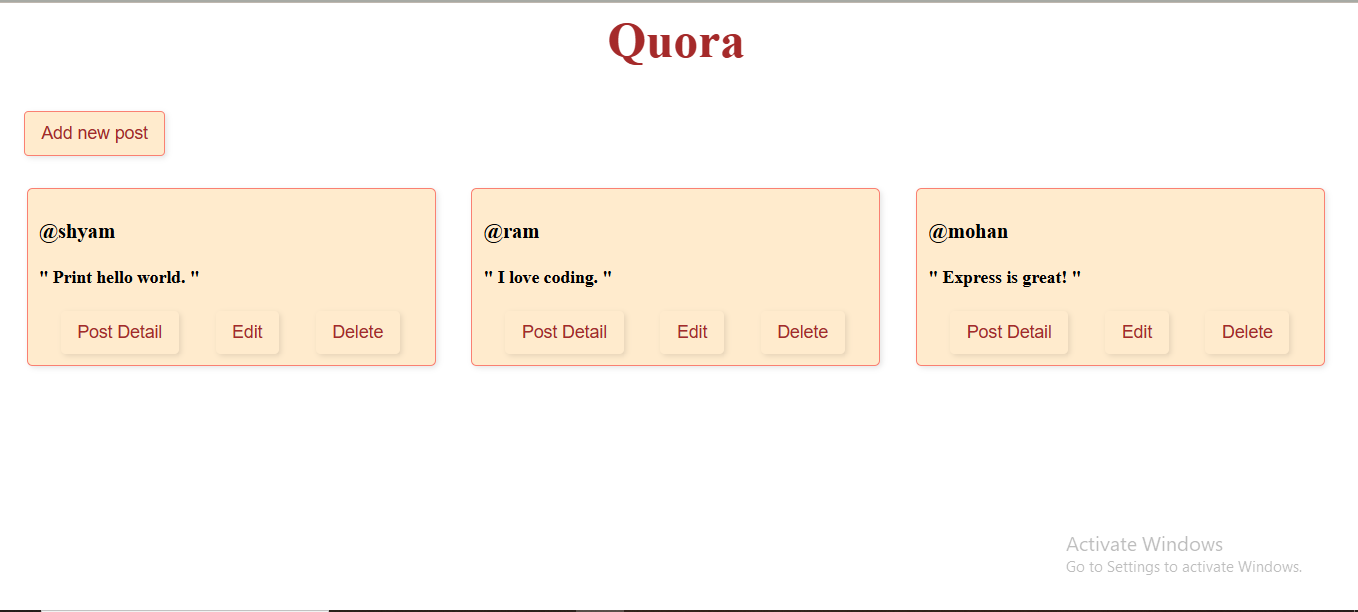 Quora
Add new post
@shyam
" Print hello world. "
Post Detail Edit Delete
@ram
" I love coding. "
Post Detail Edit Delete
@mohan
" Express is great! "
Post Detail Edit Delete
Activate Windows
Go to Settings to activate Windows.